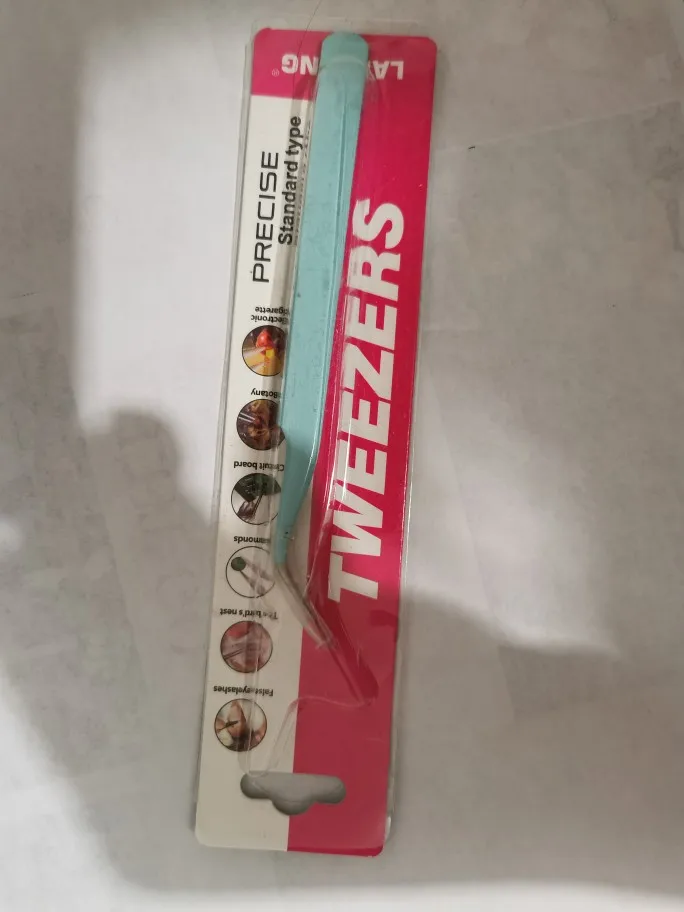 PRECISE
Standard type
TWEEZERS
Electronic
cigarette
Botany
Circuit board
Diamonds
The bird's nest
False eyelashes